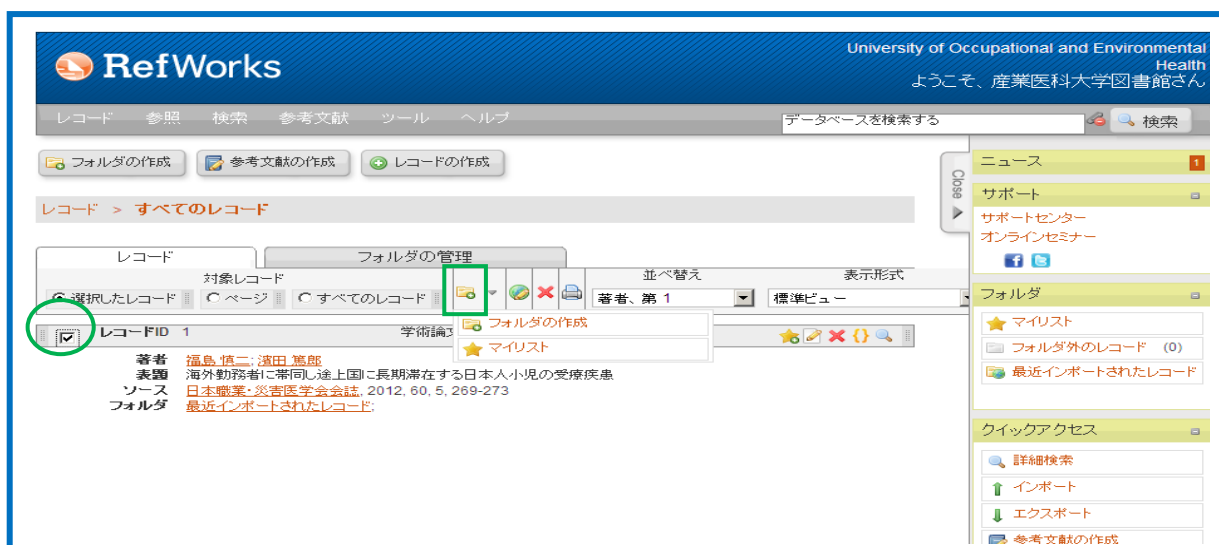 RefWorks
University of Occupational and Environmental
Health
ようこそ、産業医科大学図書館さん
レコード 参照 検索 参考文献 ツール ヘルプ
データベースを検索する 検索
フォルダの作成 参考文献の作成 レコードの作成
レコード > すべてのレコード
レコード フォルダの管理
対象レコード 並べ替え 表示形式
選択したレコード ページ すべてのレコード 著者、第 1 標準ビュー
フォルダの作成
マイリスト
レコードID 1 学術論文
著者 福島 慎二; 濱田 篤郎
表題 海外勤務者に帯同し途上国に長期滞在する日本人小児の受療疾患
ソース 日本職業・災害医学会会誌, 2012, 60, 5, 269-273
フォルダ 最近インポートされたレコード;
Close
ニュース 1
サポート
サポートセンター
オンラインセミナー
フォルダ
マイリスト
フォルダ外のレコード (0)
最近インポートされたレコード
クイックアクセス
詳細検索
インポート
エクスポート
参考文献の作成